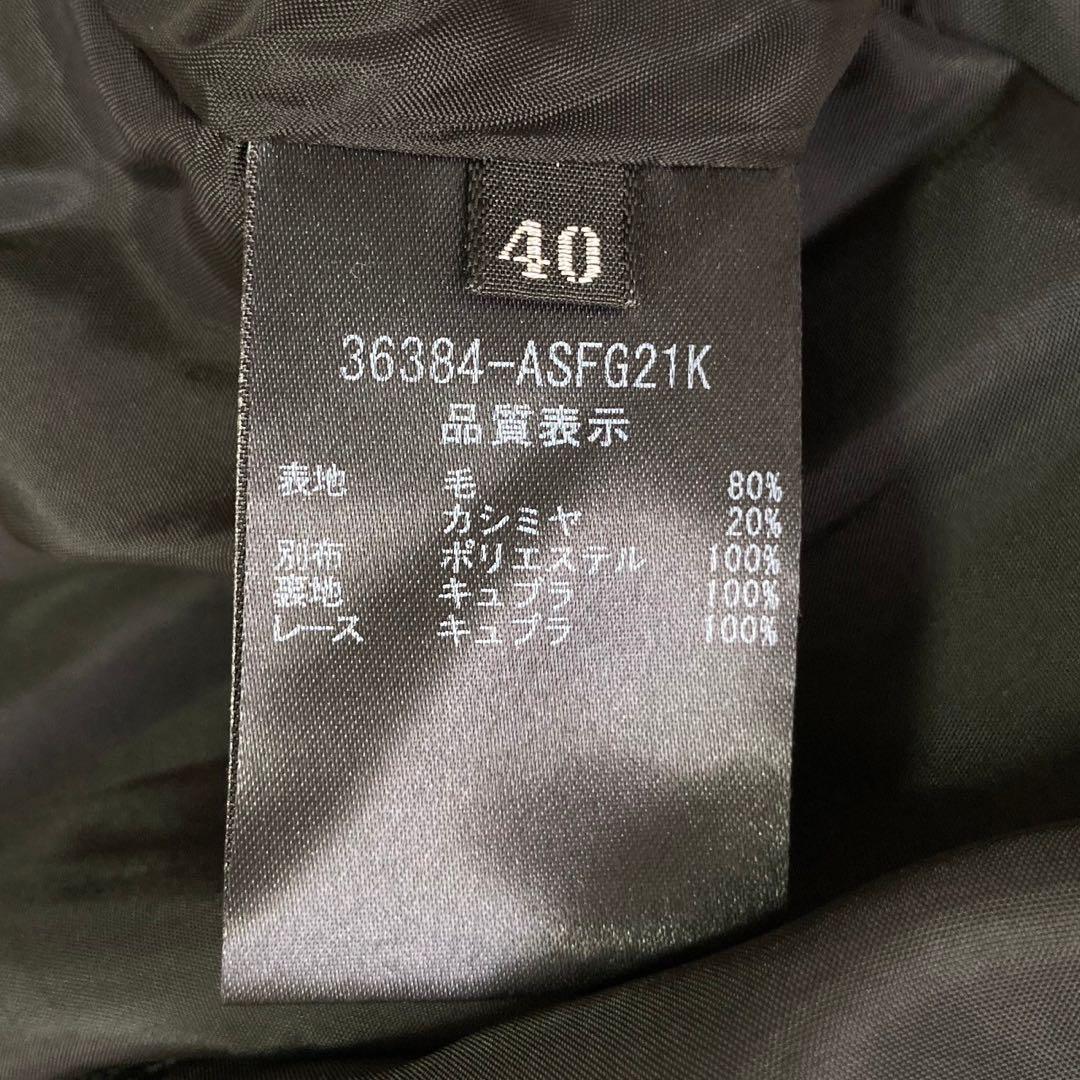 40
36384-ASFG21K
品質表示
表地 毛 80%
カシミヤ 20%
別布 ポリエステル 100%
裏地 キュプラ 100%
レース キュプラ 100%